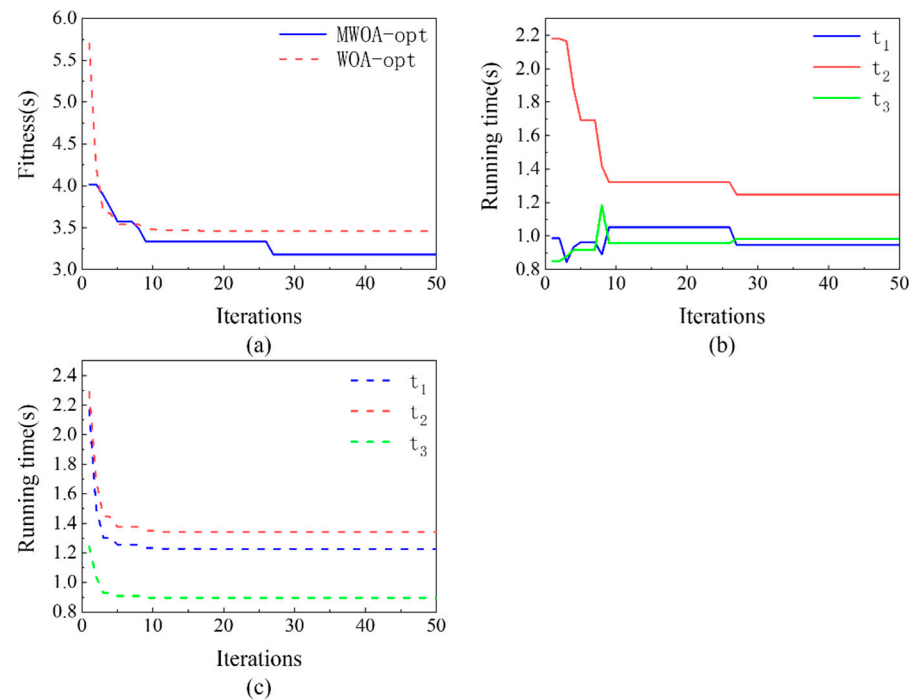 6.0
5.5
5.0
4.5
4.0
3.5
3.0
Fitness(s)
MWOA-opt
WOA-opt
0 10 20 30 40 50
Iterations
(a)
2.2
2.0
1.8
1.6
1.4
1.2
1.0
0.8
Running time(s)
t1
t2
t3
0 10 20 30 40 50
Iterations
(b)
2.4
2.2
2.0
1.8
1.6
1.4
1.2
1.0
0.8
Running time(s)
t1
t2
t3
0 10 20 30 40 50
Iterations
(c)